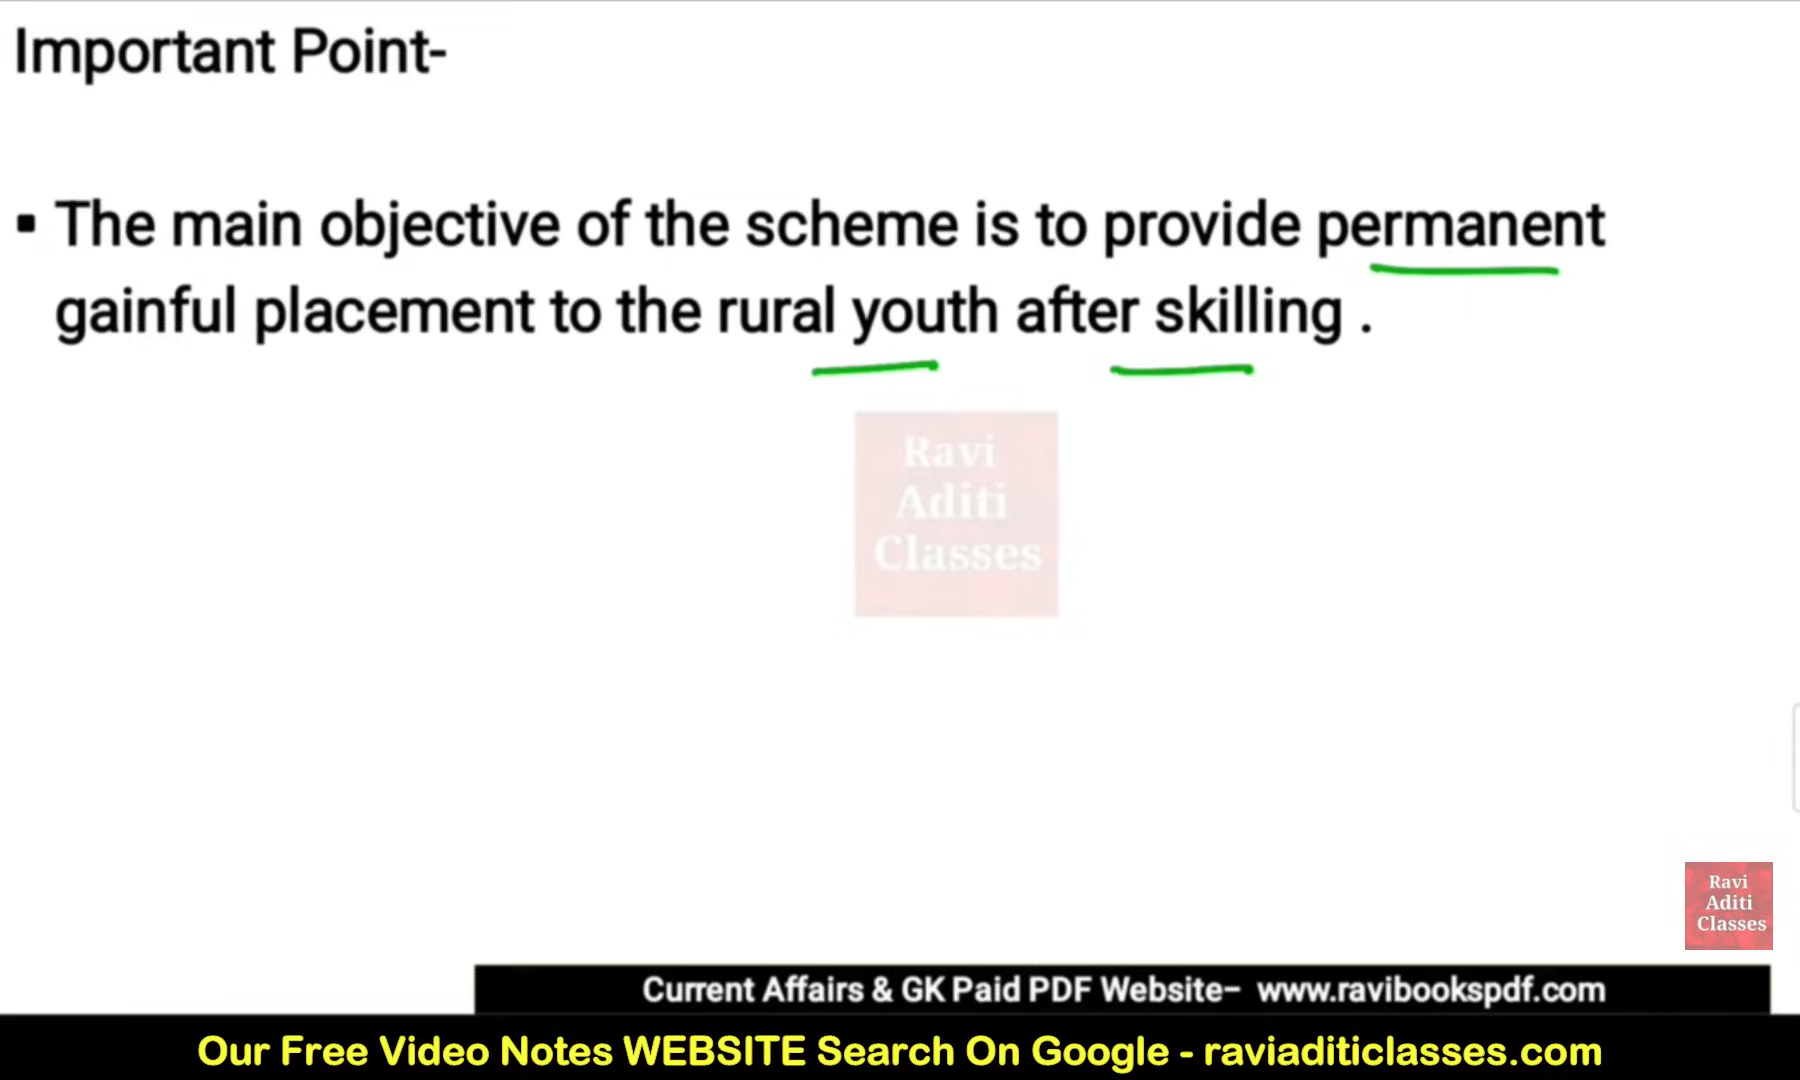 Important Point-
▪ The main objective of the scheme is to provide permanent
gainful placement to the rural youth after skilling .
Ravi
Aditi
Classes
Ravi
Aditi
Classes
Current Affairs & GK Paid PDF Website– www.ravibookspdf.com
Our Free Video Notes WEBSITE Search On Google - raviaditiclasses.com